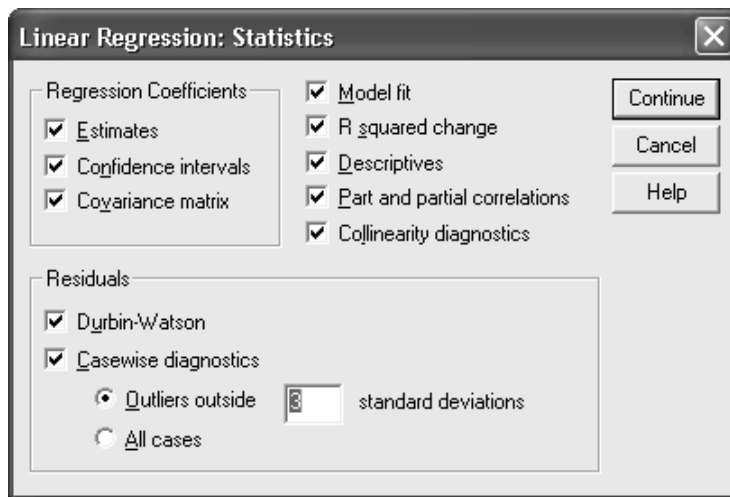 Linear Regression: Statistics
Regression Coefficients
Estimates
Confidence intervals
Covariance matrix
Model fit
R squared change
Descriptives
Part and partial correlations
Collinearity diagnostics
Continue
Cancel
Help
Residuals
Durbin-Watson
Casewise diagnostics
Outliers outside 3 standard deviations
All cases